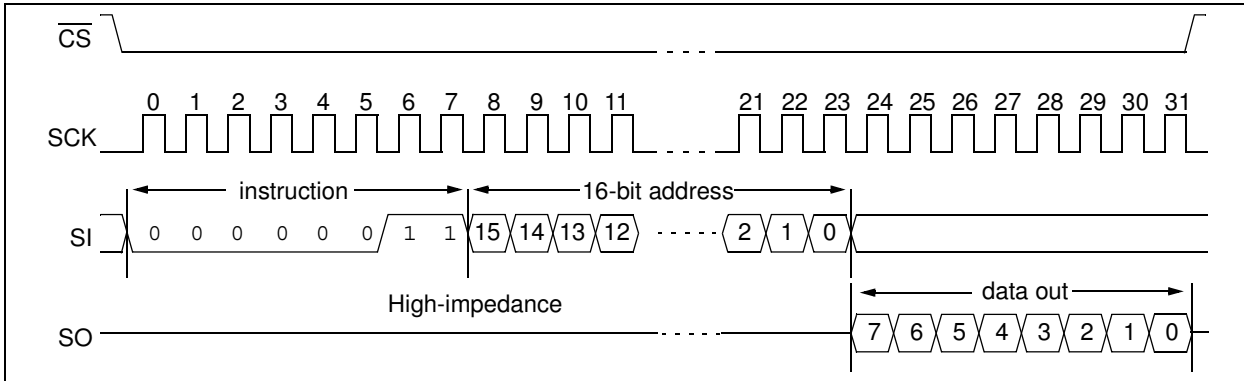 CS
0 1 2 3 4 5 6 7 8 9 10 11 21 22 23 24 25 26 27 28 29 30 31
SCK
instruction 16-bit address
SI 0 0 0 0 0 0 1 1 15 14 13 12 2 1 0
High-impedance data out
SO 7 6 5 4 3 2 1 0